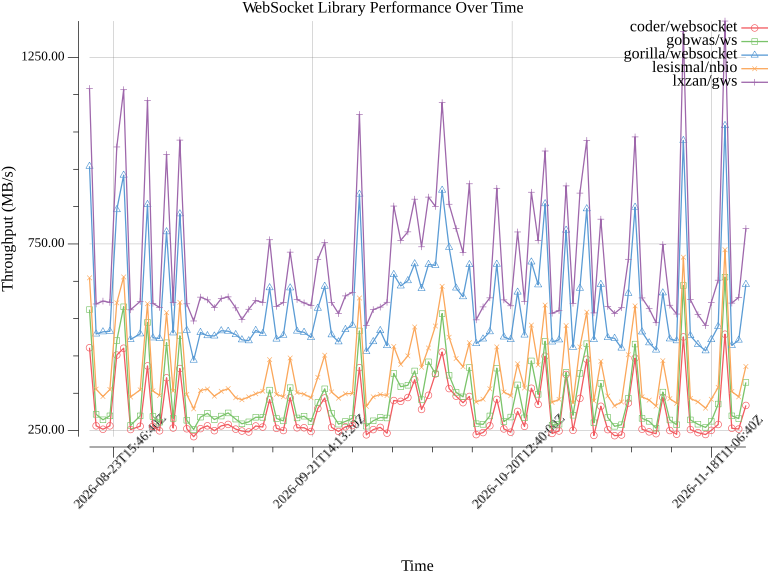 WebSocket Library Performance Over Time
coder/websocket
gobwas/ws
gorilla/websocket
lesismal/nbio
lxzan/gws
Throughput (MB/s)
1250.00
750.00
250.00
2026-08-23T15:46:40Z
2026-09-21T14:13:20Z
2026-10-20T12:40:00Z
2026-11-18T11:06:40Z
Time